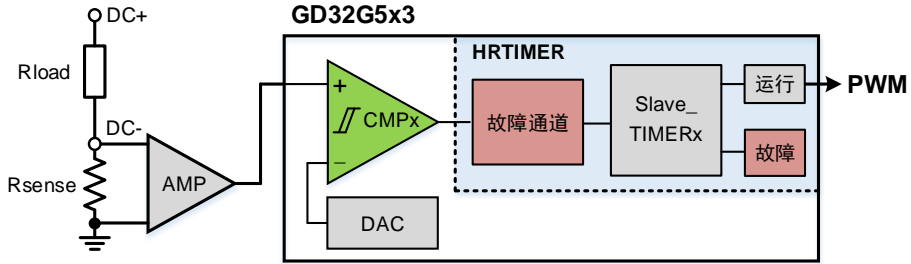 GD32G5x3
DC+
Rload
DC-
Rsense
AMP
+
CMPx
−
DAC
HRTIMER
故障通道
Slave_
TIMERx
运行
故障
PWM